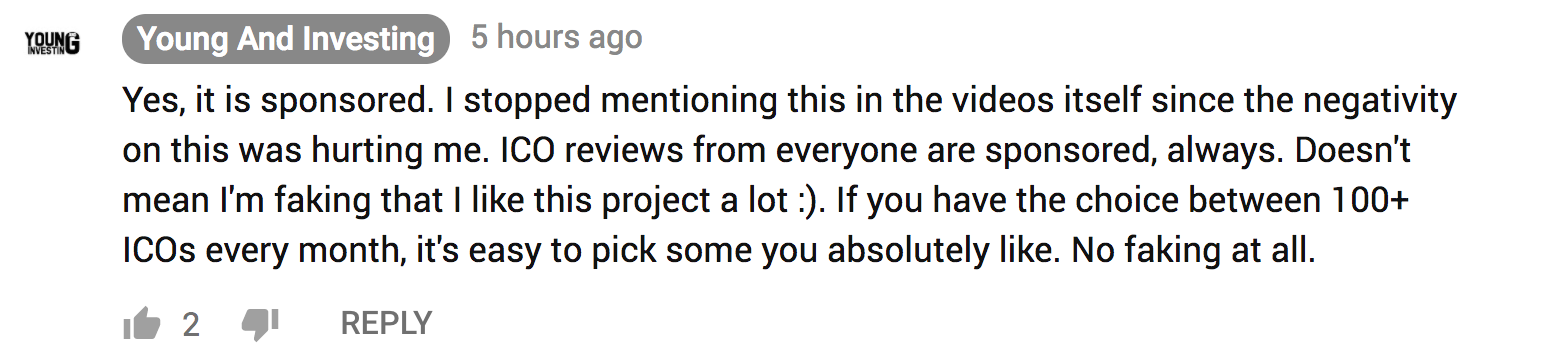 YOUNG
INVESTING
Young And Investing 5 hours ago
Yes, it is sponsored. I stopped mentioning this in the videos itself since the negativity
on this was hurting me. ICO reviews from everyone are sponsored, always. Doesn't
mean I'm faking that I like this project a lot :). If you have the choice between 100+
ICOs every month, it's easy to pick some you absolutely like. No faking at all.
2 REPLY